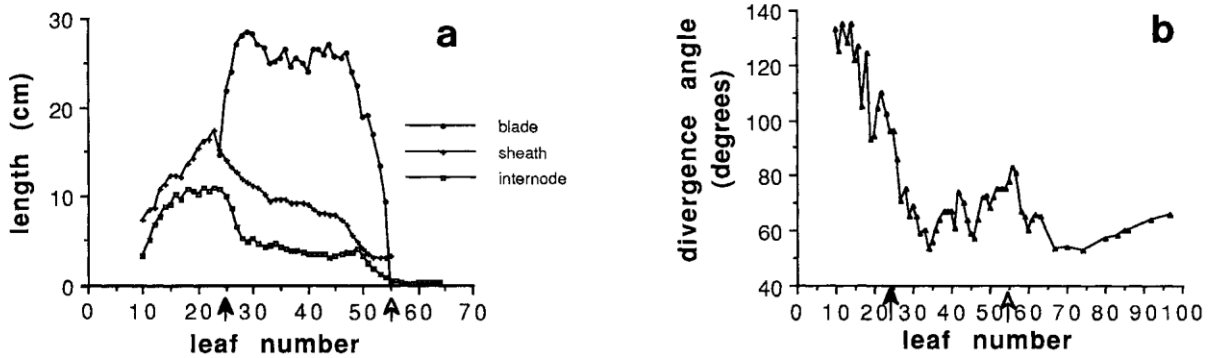 a
30
20
10
0
length (cm)
blade
sheath
internode
0 10 20 30 40 50 60 70
leaf number
b
140
120
100
80
60
40
divergence angle
(degrees)
0 10 20 30 40 50 60 70 80 90 100
leaf number